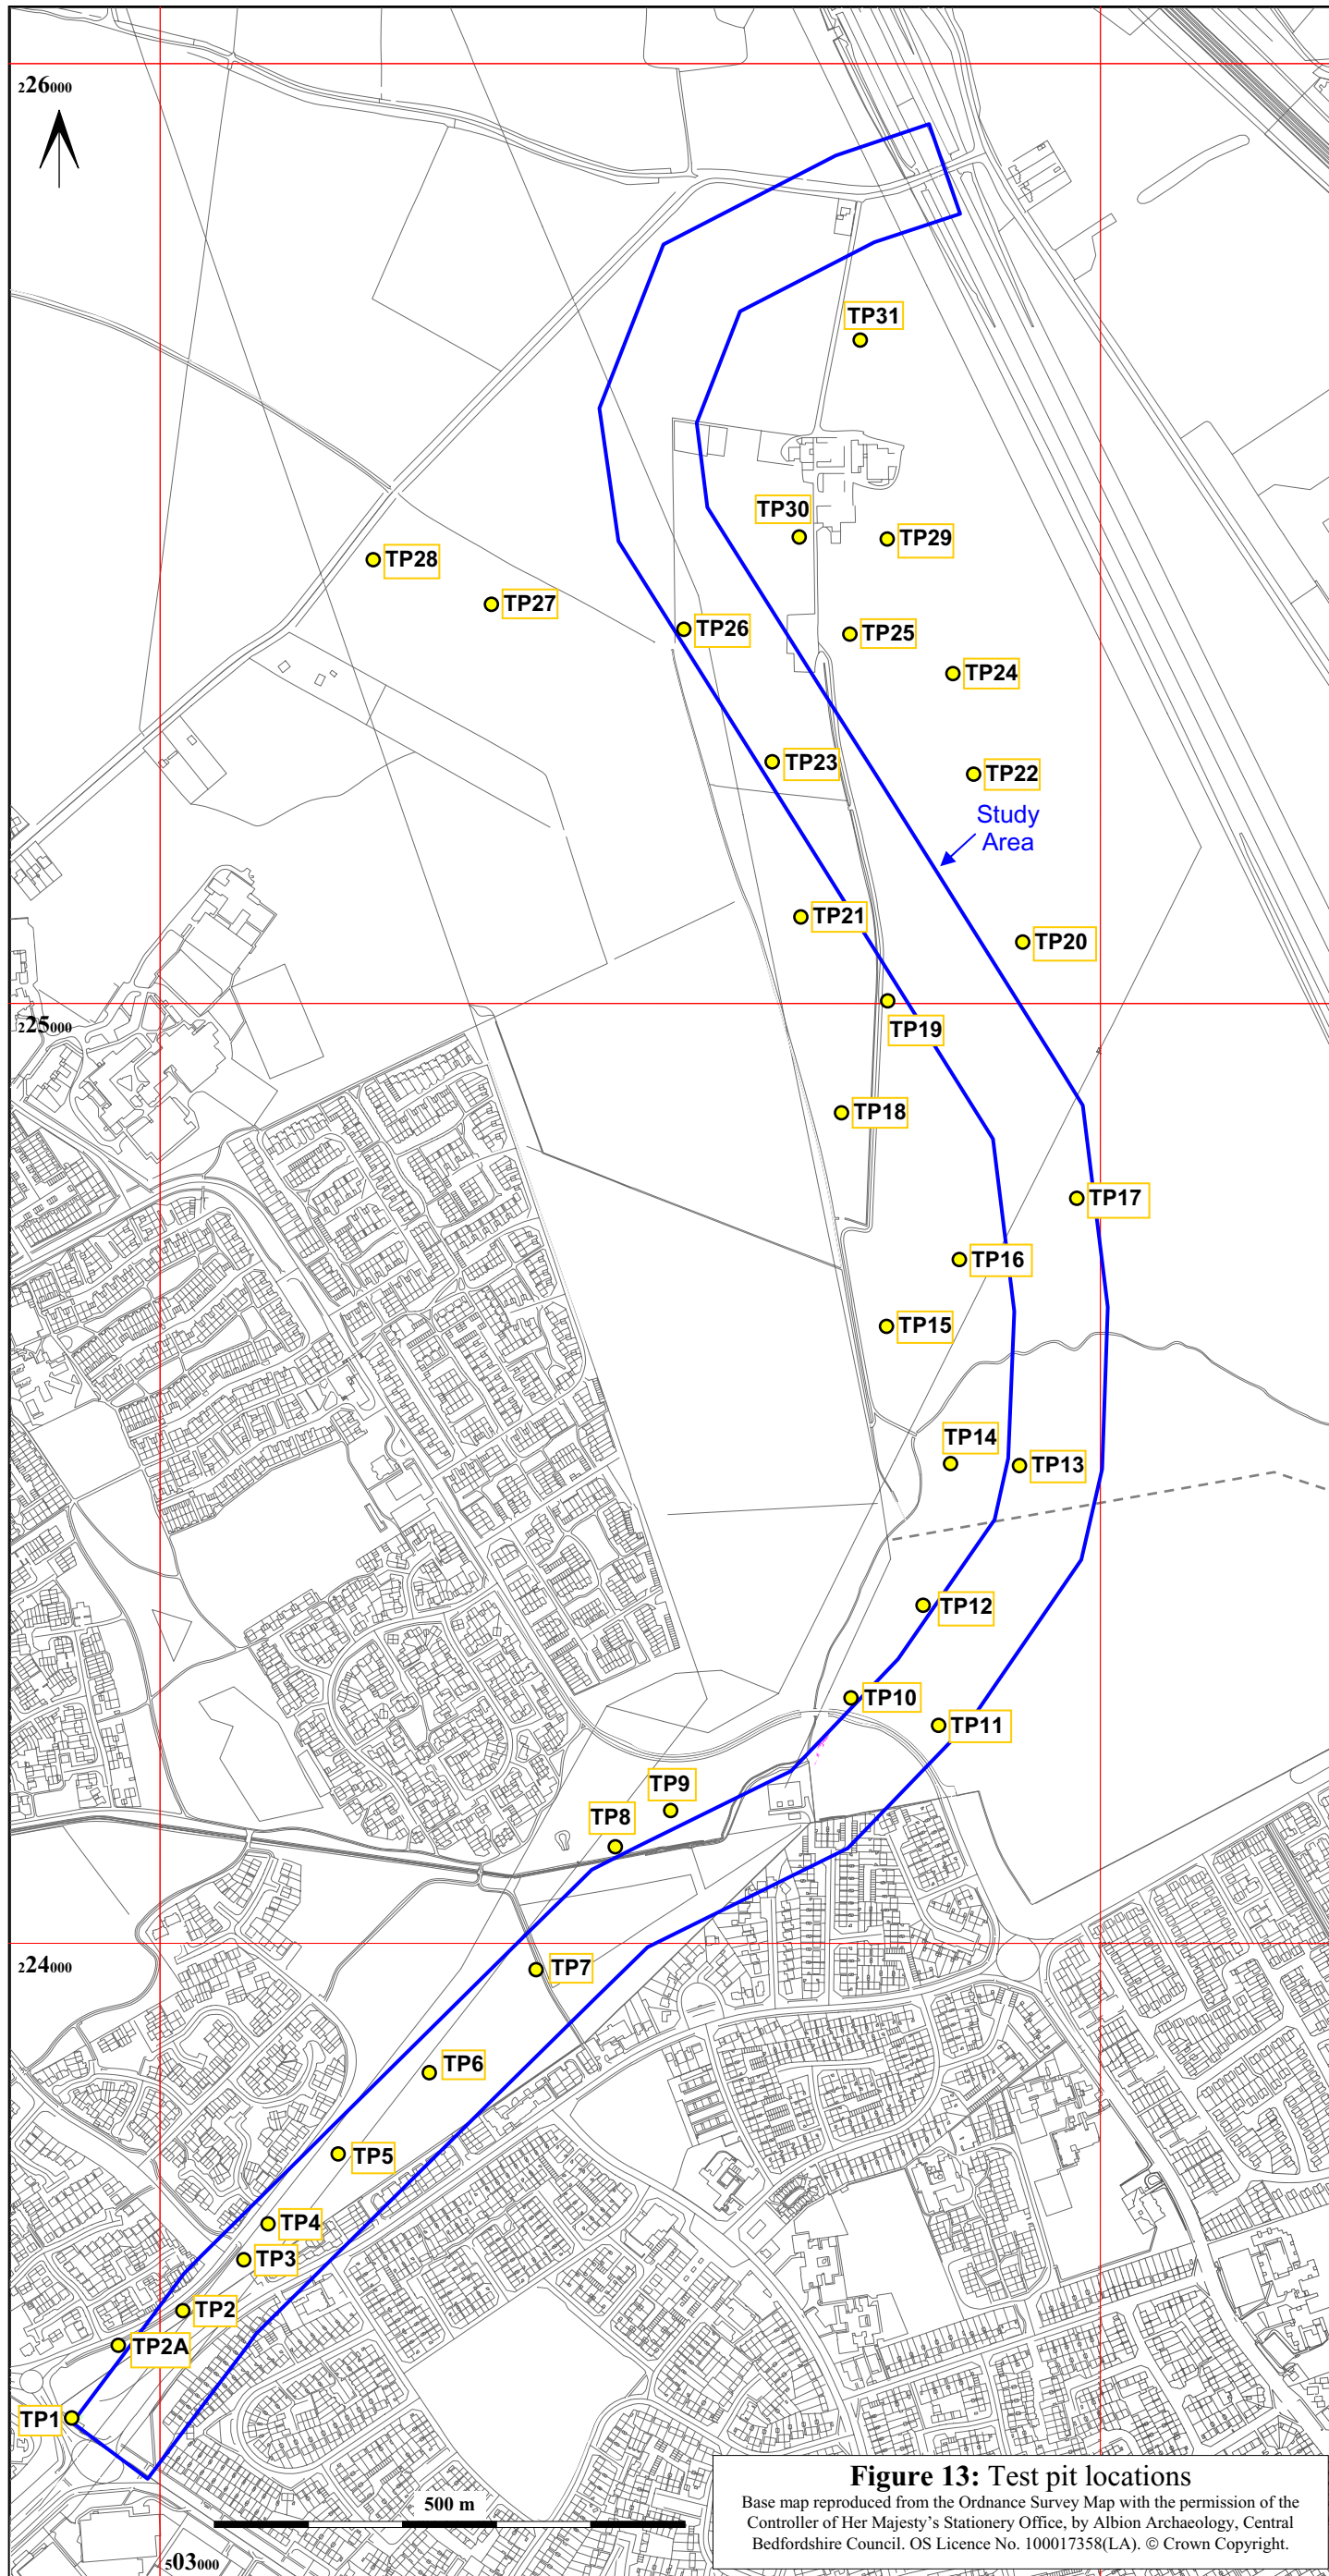 226000
TP31
TP30
TP29
TP28
TP27
TP26
TP25
TP24
TP23
TP22
Study
Area
TP21
TP20
225000
TP19
TP18
TP17
TP16
TP15
TP14
TP13
TP12
TP10
TP11
TP9
TP8
224000
TP7
TP6
TP5
TP4
TP3
TP2
TP2A
TP1
500 m
503000
Figure 13: Test pit locations
Base map reproduced from the Ordnance Survey Map with the permission of the
Controller of Her Majesty's Stationery Office, by Albion Archaeology, Central
Bedfordshire Council. OS Licence No. 100017358(LA). © Crown Copyright.